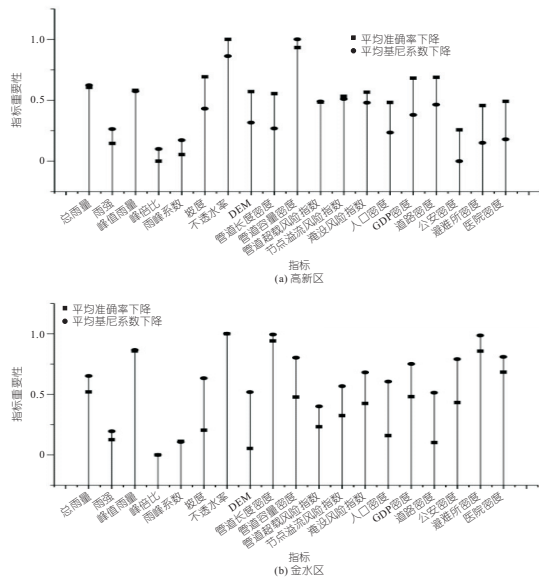 1.0
0.5
0
指标重要性
平均准确率下降
平均基尼系数下降
总雨量
雨强
峰值雨量
峰倍比
雨峰系数
坡度
不透水率
DEM
管道长度密度
管道容量密度
管道超载风险指数
节点溢流风险指数
淹没风险指数
人口密度
GDP密度
道路密度
公安密度
避难所密度
医院密度
指标
(a) 高新区
平均准确率下降
平均基尼系数下降
1.0
0.5
0
指标重要性
总雨量
雨强
峰值雨量
峰倍比
雨峰系数
坡度
不透水率
DEM
管道长度密度
管道容量密度
管道超载风险指数
节点溢流风险指数
淹没风险指数
人口密度
GDP密度
道路密度
公安密度
避难所密度
医院密度
指标
(b) 金水区